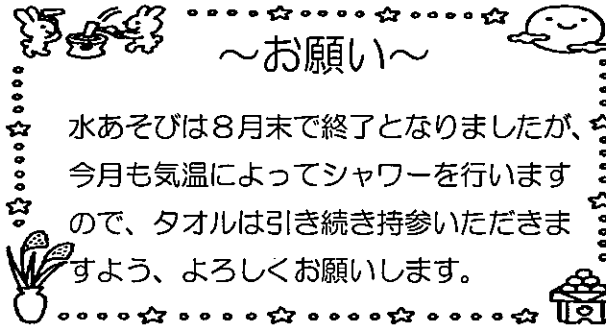 ～お願い～
水あそびは８月末で終了となりましたが、
今月も気温によってシャワーを行います
ので、タオルは引き続き持参いただきま
すよう、よろしくお願いします。